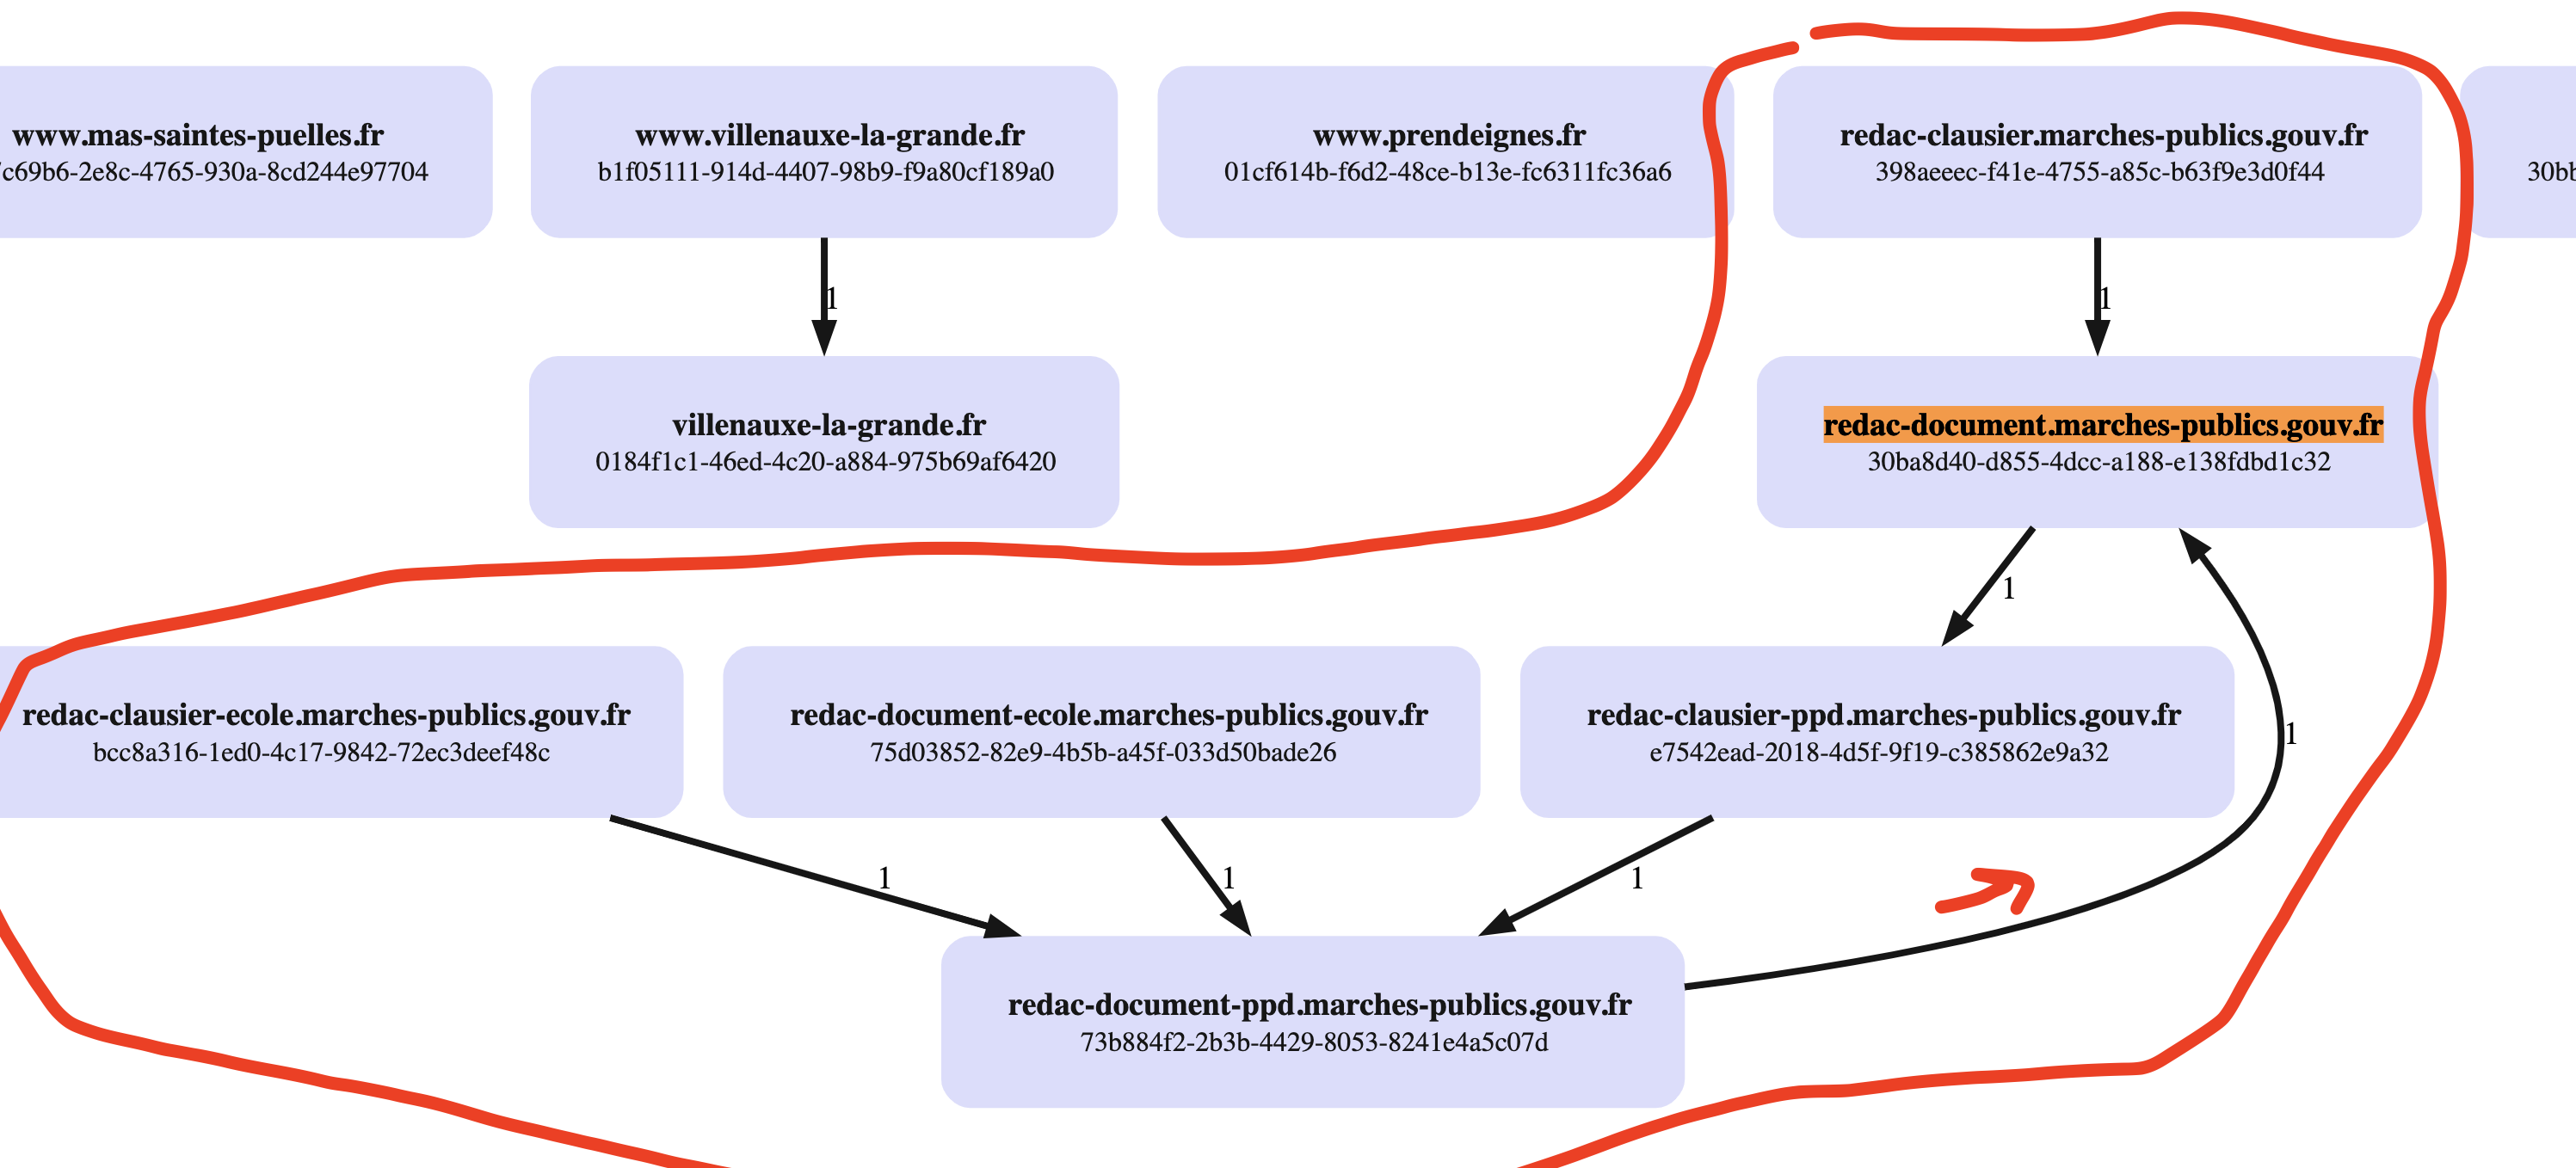 www.mas-saintes-puelles.fr
c69b6-2e8c-4765-930a-8cd244e97704
www.villenauxe-la-grande.fr
b1f05111-914d-4407-98b9-f9a80cf189a0
www.prendeignes.fr
01cf614b-f6d2-48ce-b13e-fc6311fc36a6
redac-clausier.marches-publics.gouv.fr
398aeeec-f41e-4755-a85c-b63f9e3d0f44
30bb
1
1
villenauxe-la-grande.fr
0184f1c1-46ed-4c20-a884-975b69af6420
redac-document.marches-publics.gouv.fr
30ba8d40-d855-4dcc-a188-e138fdbd1c32
1
redac-clausier-ecole.marches-publics.gouv.fr
bcc8a316-1ed0-4c17-9842-72ec3deef48c
redac-document-ecole.marches-publics.gouv.fr
75d03852-82e9-4b5b-a45f-033d50bade26
redac-clausier-ppd.marches-publics.gouv.fr
e7542ead-2018-4d5f-9f19-c385862e9a32
1
1
1
1
redac-document-ppd.marches-publics.gouv.fr
73b884f2-2b3b-4429-8053-8241e4a5c07d